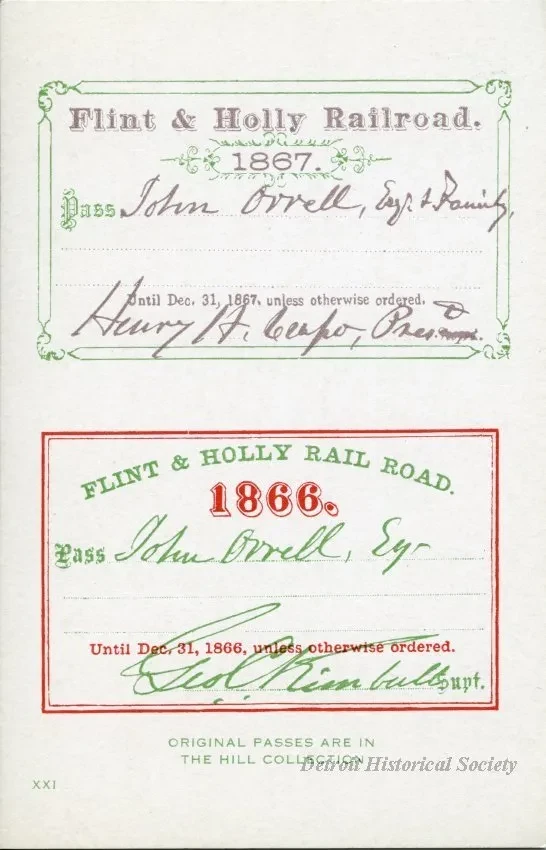 Flint & Holly Railroad.
1867.
Pass John Orrell, Esq. & Family,
Until Dec. 31, 1867, unless otherwise ordered.
Henry H. Crapo, Pres.
FLINT & HOLLY RAIL ROAD.
1866.
Pass John Orrell, Esq
Until Dec. 31, 1866, unless otherwise ordered.
Geo. C. Kimball Supt.
ORIGINAL PASSES ARE IN
THE HILL COLLECTION
Detroit Historical Society
XXI